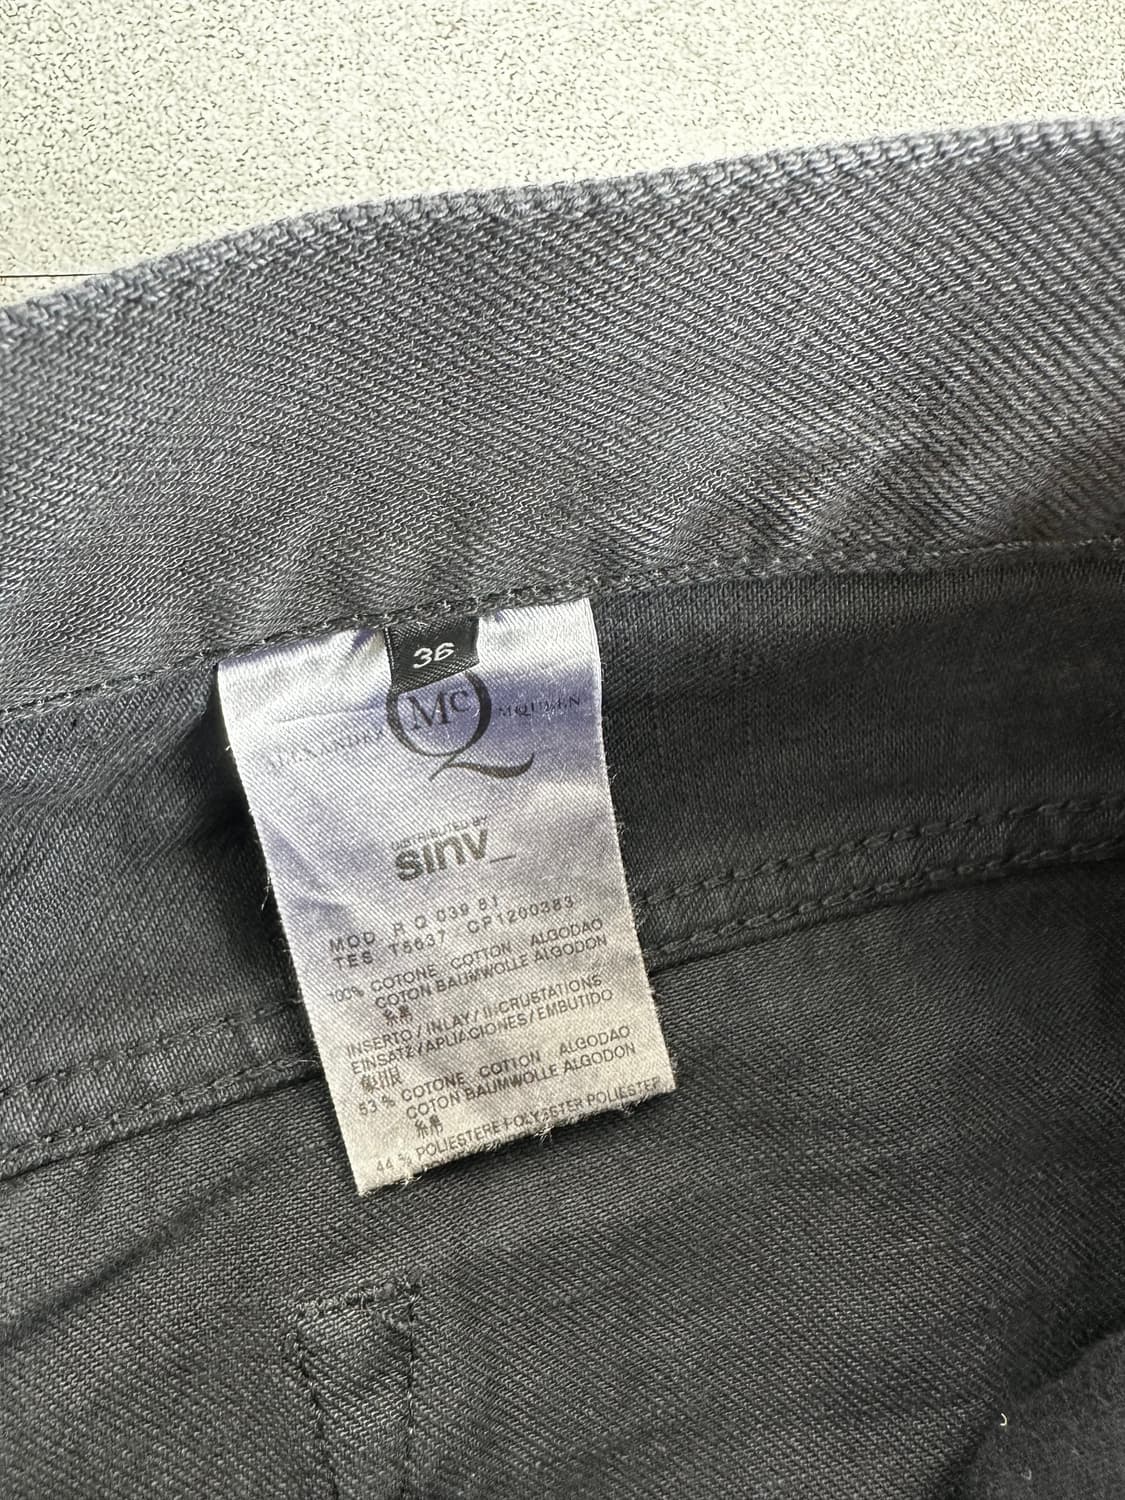 36
ALEXANDER McQ MCQUEEN
DISTRIBUTED BY
sinv_
MOD R Q 039 81
TES T5637 CP1200383
100% COTONE COTTON ALGODAO
COTON BAUMWOLLE ALGODON
INSERTO / INLAY / INCRUSTATIONS
EINSATZ / APLIACIONES / EMBUTIDO
53 % COTONE COTTON ALGODAO
COTON BAUMWOLLE ALGODON
44 % POLIESTERE POLYESTER POLIESTER